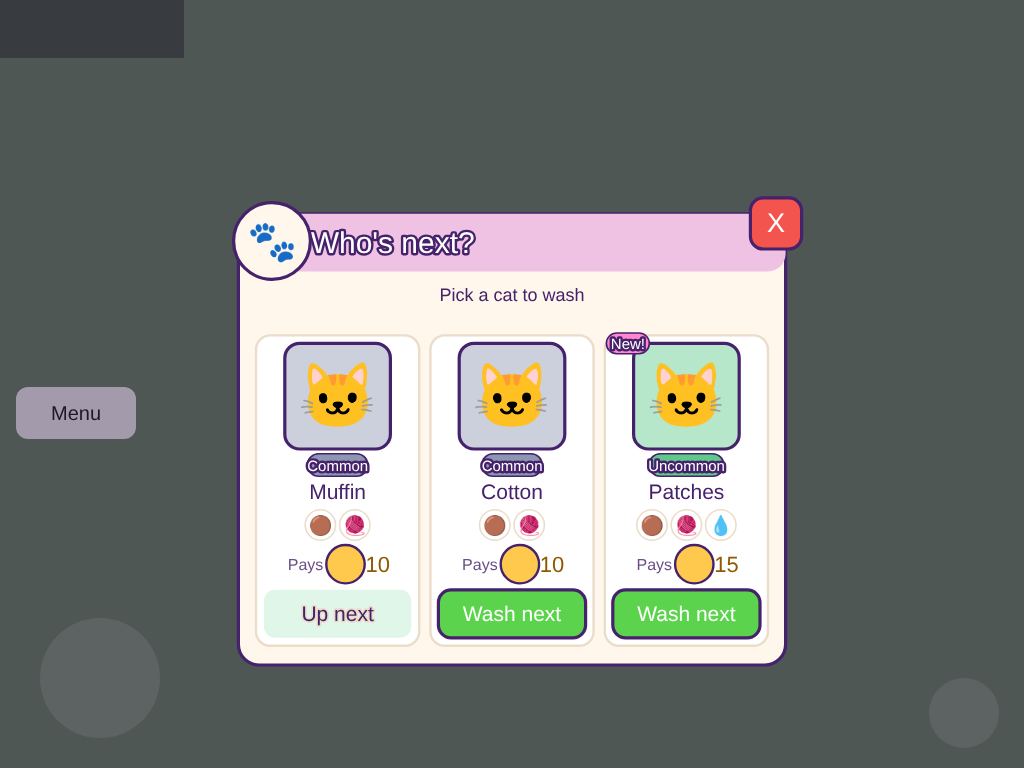 Who's next?
X
Pick a cat to wash
New!
Common
Common
Uncommon
Muffin
Cotton
Patches
Pays 10
Pays 10
Pays 15
Up next
Wash next
Wash next
Menu